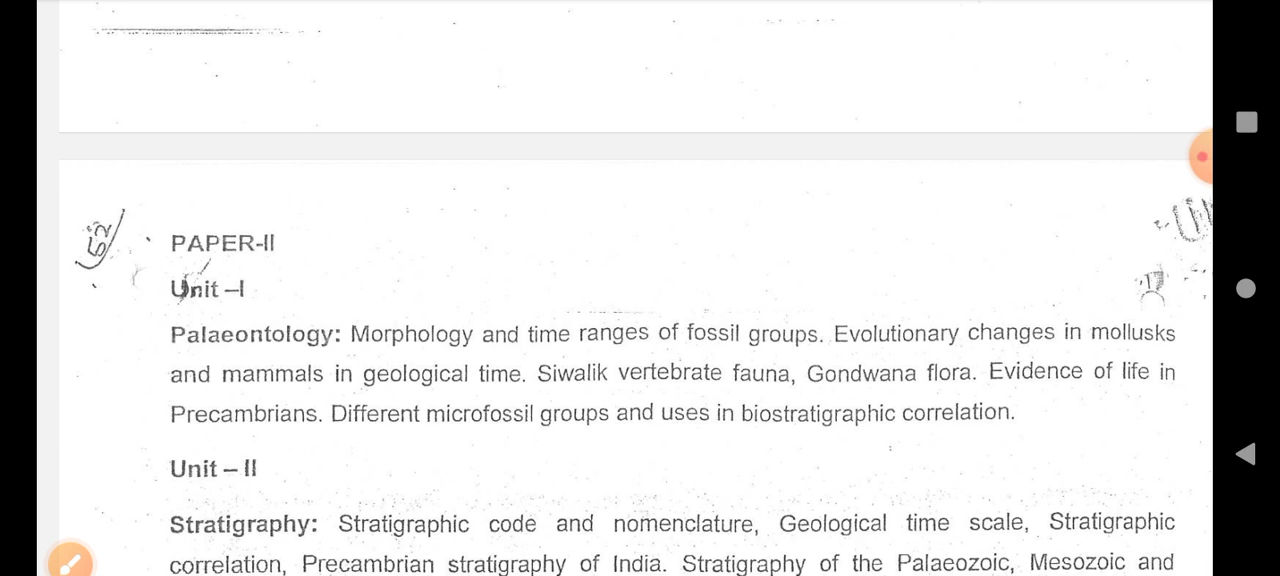 PAPER-II
Unit –I
Palaeontology: Morphology and time ranges of fossil groups. Evolutionary changes in mollusks
and mammals in geological time. Siwalik vertebrate fauna, Gondwana flora. Evidence of life in
Precambrians. Different microfossil groups and uses in biostratigraphic correlation.
Unit – II
Stratigraphy: Stratigraphic code and nomenclature, Geological time scale, Stratigraphic
correlation, Precambrian stratigraphy of India. Stratigraphy of the Palaeozoic, Mesozoic and